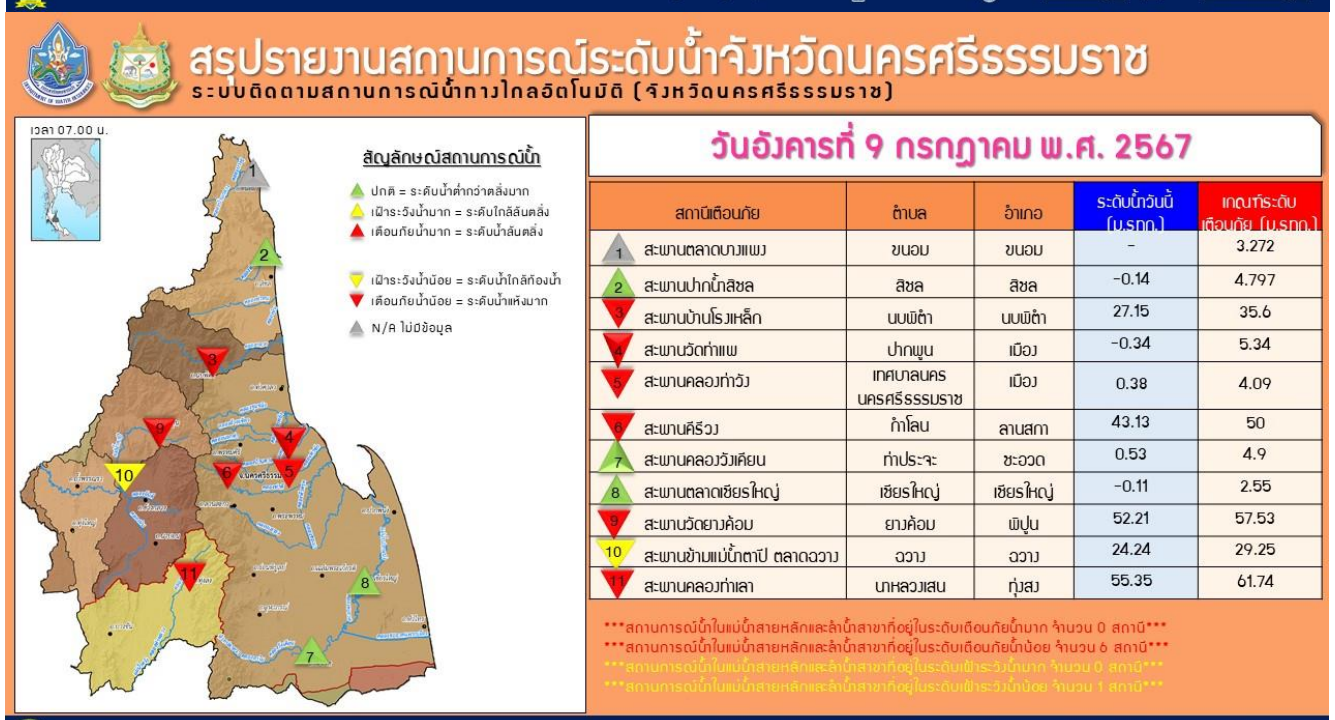 สรุปรายงานสถานการณ์ระดับน้ำจังหวัดนครศรีธรรมราช
ระบบติดตามสถานการณ์น้ำทางไกลอัตโนมัติ (จังหวัดนครศรีธรรมราช)
เวลา 07.00 น.
สัญลักษณ์สถานการณ์น้ำ
ปกติ = ระดับน้ำต่ำกว่าตลิ่งมาก
เฝ้าระวังน้ำมาก = ระดับใกล้ล้นตลิ่ง
เตือนภัยน้ำมาก = ระดับน้ำล้นตลิ่ง
เฝ้าระวังน้ำน้อย = ระดับน้ำใกล้ท้องน้ำ
เตือนภัยน้ำน้อย = ระดับน้ำแห้งมาก
N/A ไม่มีข้อมูล
1
2
3
9
4
10
6
5
11
8
7
วันอังคารที่ 9 กรกฎาคม พ.ศ. 2567
สถานีเตือนภัย ตำบล อำเภอ ระดับน้ำวันนี้ (ม.รทก.) เกณฑ์ระดับเตือนภัย (ม.รทก.)
1 สะพานตลาดบางแพง ขนอม ขนอม - 3.272
2 สะพานปากน้ำสิชล สิชล สิชล -0.14 4.797
3 สะพานบ้านโรงเหล็ก นบพิตำ นบพิตำ 27.15 35.6
4 สะพานวัดท่าแพ ปากพูน เมือง -0.34 5.34
5 สะพานคลองท่าวัง เทศบาลนครนครศรีธรรมราช เมือง 0.38 4.09
6 สะพานคีรีวง กำโลน ลานสกา 43.13 50
7 สะพานคลองวังเคียน ท่าประจะ ชะอวด 0.53 4.9
8 สะพานตลาดเชียรใหญ่ เชียรใหญ่ เชียรใหญ่ -0.11 2.55
9 สะพานวัดยางค้อม ยางค้อม พิปูน 52.21 57.53
10 สะพานข้ามแม่น้ำตาปี ตลาดฉวาง ฉวาง ฉวาง 24.24 29.25
11 สะพานคลองท่าเลา นาหลวงเสน ทุ่งสง 55.35 61.74
***สถานการณ์น้ำในแม่น้ำสายหลักและลำน้ำสาขาที่อยู่ในระดับเตือนภัยน้ำมาก จำนวน 0 สถานี***
***สถานการณ์น้ำในแม่น้ำสายหลักและลำน้ำสาขาที่อยู่ในระดับเตือนภัยน้ำน้อย จำนวน 6 สถานี***
***สถานการณ์น้ำในแม่น้ำสายหลักและลำน้ำสาขาที่อยู่ในระดับเฝ้าระวังน้ำมาก จำนวน 0 สถานี***
***สถานการณ์น้ำในแม่น้ำสายหลักและลำน้ำสาขาที่อยู่ในระดับเฝ้าระวังน้ำน้อย จำนวน 1 สถานี***